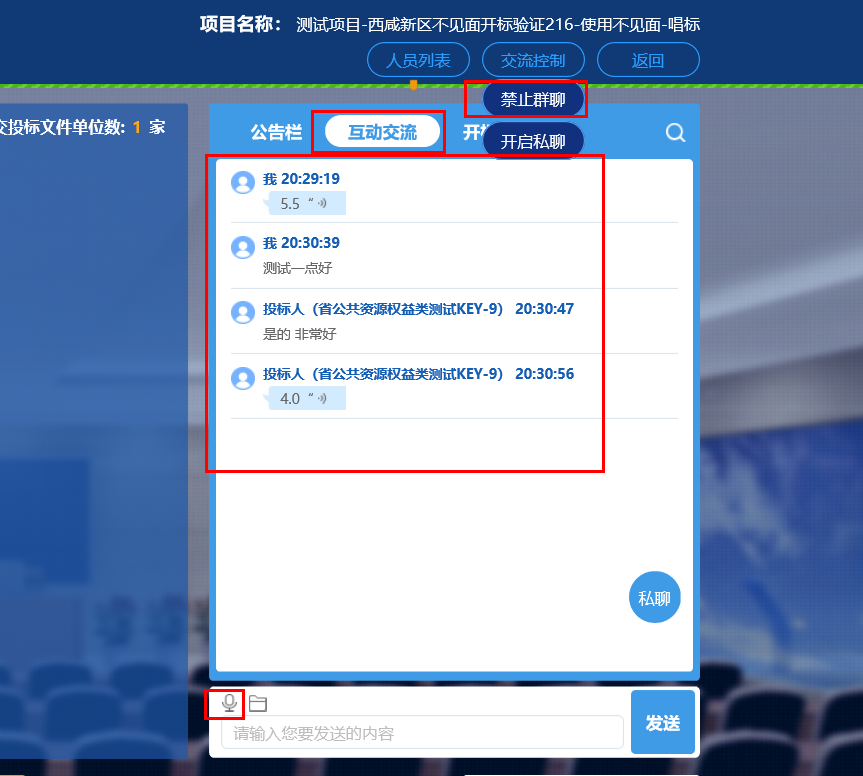 项目名称： 测试项目-西咸新区不见面开标验证216-使用不见面-唱标
人员列表 交流控制 返回
禁止群聊
开启私聊
交投标文件单位数: 1 家
公告栏 互动交流
我 20:29:19
5.5 “
我 20:30:39
测试一点好
投标人（省公共资源权益类测试KEY-9） 20:30:47
是的 非常好
投标人（省公共资源权益类测试KEY-9） 20:30:56
4.0 “
私聊
请输入您要发送的内容
发送